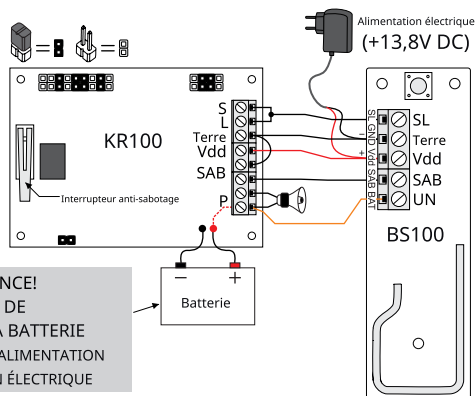 Alimentation électrique
(+13,8V DC)
KR100
S
L
Terre
Vdd
SAB
P
Interrupteur anti-sabotage
SL
GND
Vdd
SAB
BAT
−
+
SL
Terre
Vdd
SAB
UN
BS100
− +
Batterie
NCE!
DE
BATTERIE
ALIMENTATION
N ÉLECTRIQUE